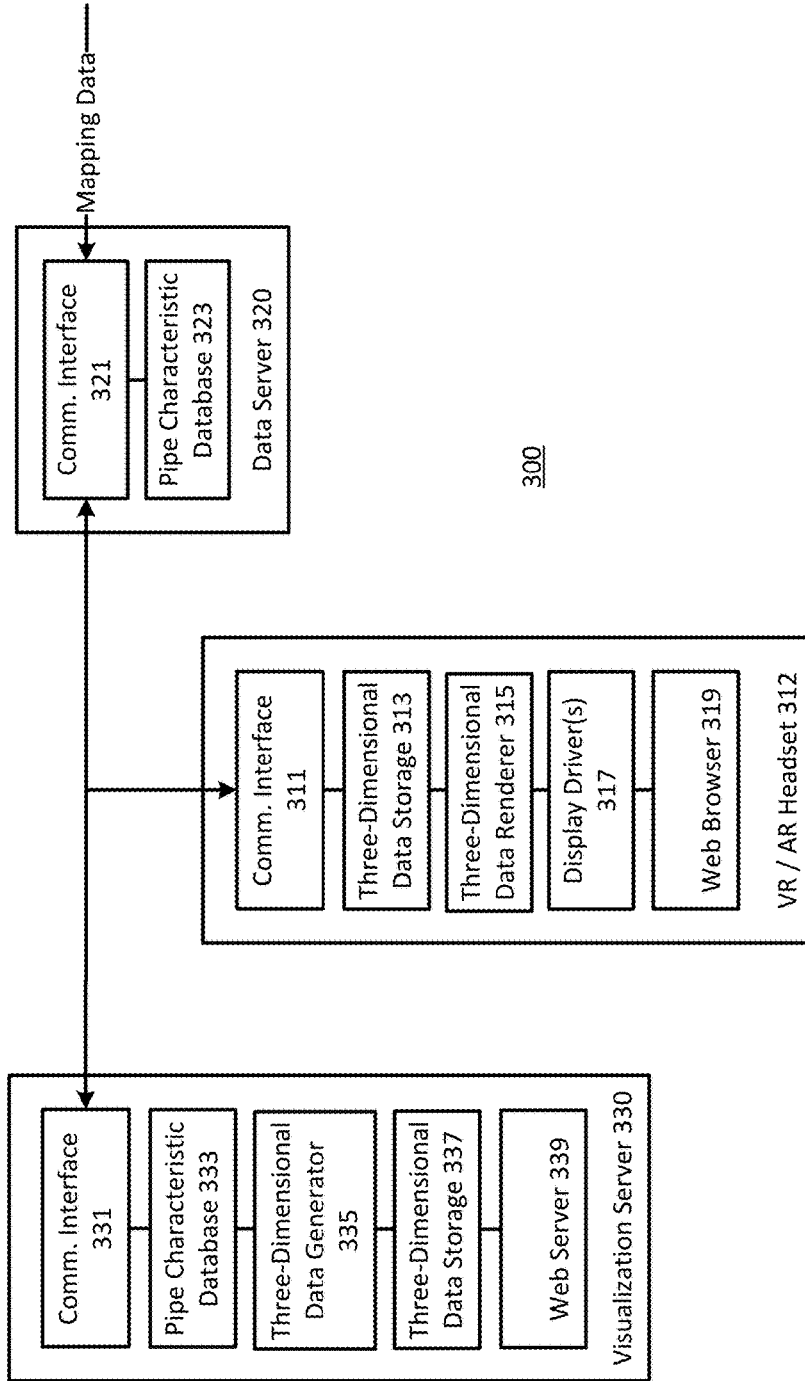 Comm. Interface
331
Pipe Characteristic
Database 333
Three-Dimensional
Data Generator
335
Three-Dimensional
Data Storage 337
Web Server 339
Visualization Server 330
Comm. Interface
311
Three-Dimensional
Data Storage 313
Three-Dimensional
Data Renderer 315
Display Driver(s)
317
Web Browser 319
VR / AR Headset 312
Comm. Interface
321
Pipe Characteristic
Database 323
Data Server 320
Mapping Data
300